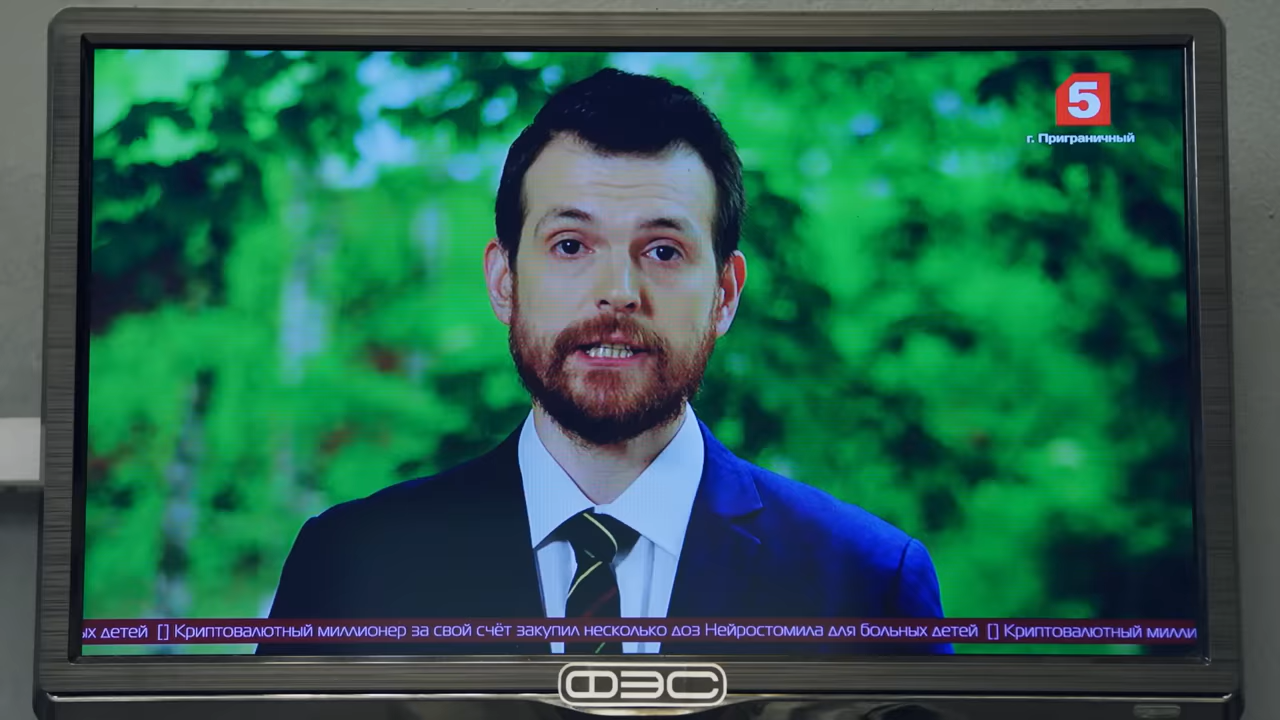 5
г. Приграничный
ых детей [] Криптовалютный миллионер за свой счёт закупил несколько доз Нейростомила для больных детей [] Криптовалютный милли
ФЭС